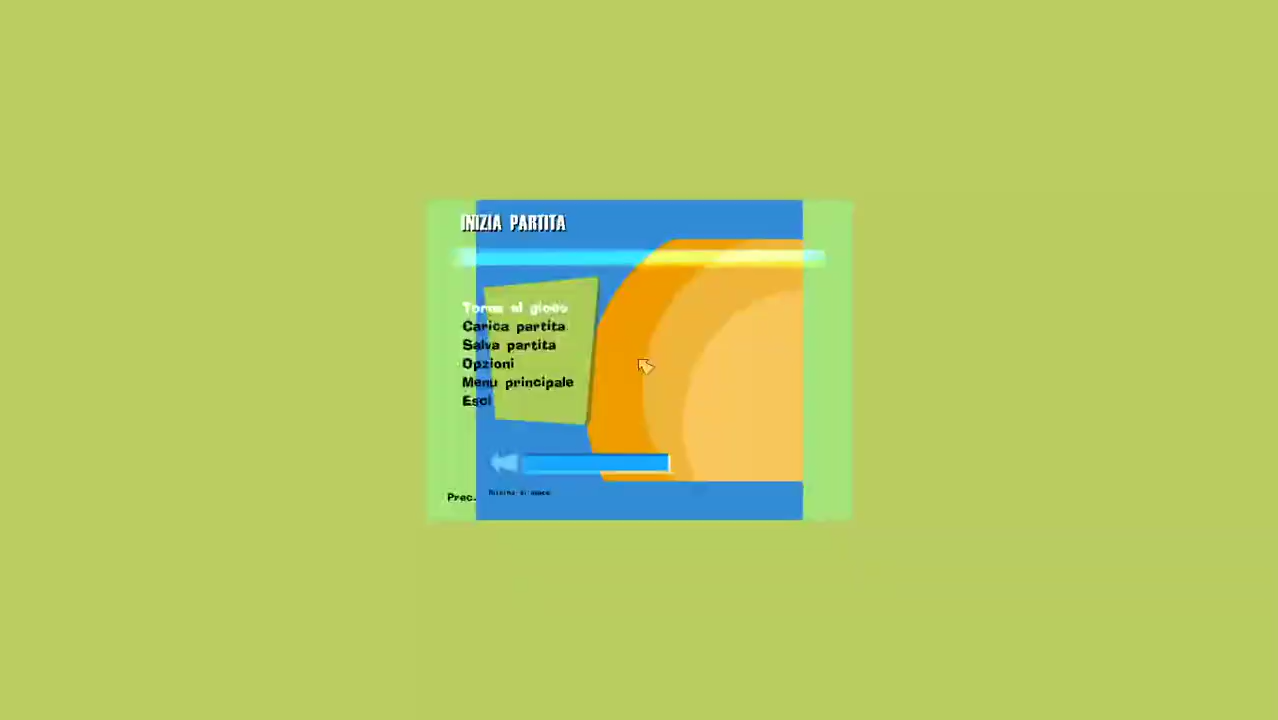 INIZIA PARTITA
Torna al gioco
Carica partita
Salva partita
Opzioni
Menu principale
Esci
Prec.